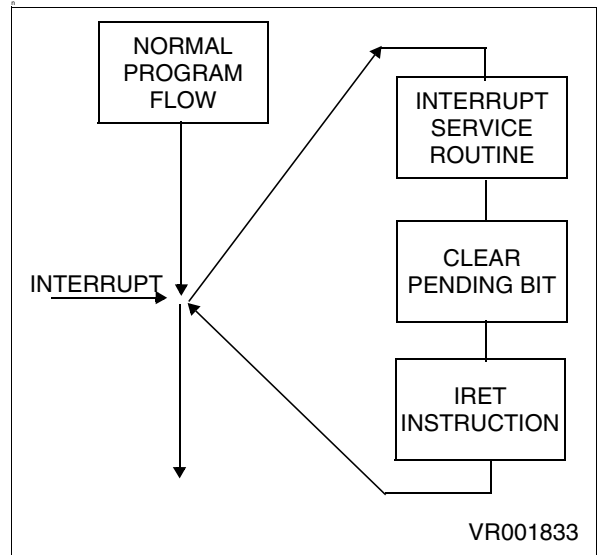 NORMAL
PROGRAM
FLOW
INTERRUPT
SERVICE
ROUTINE
CLEAR
PENDING BIT
INTERRUPT
IRET
INSTRUCTION
VR001833